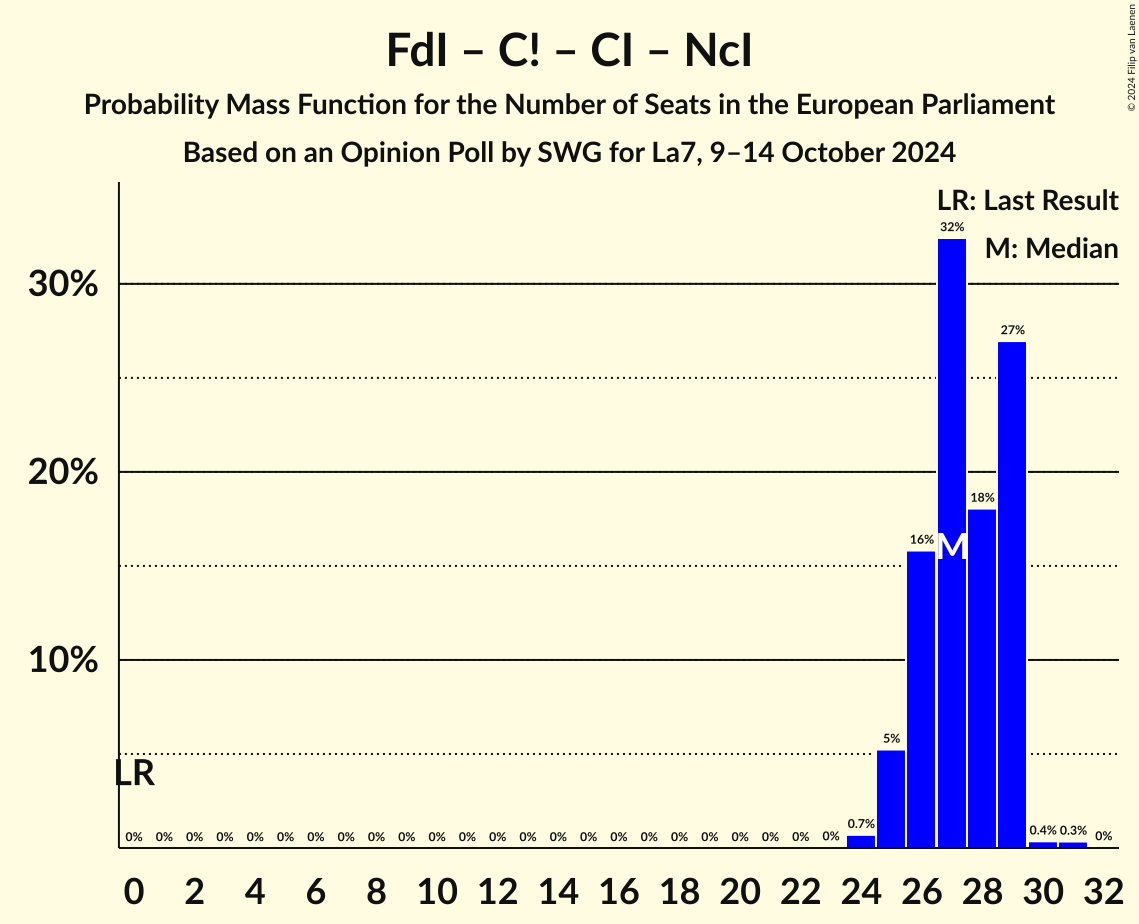 FdI – C! – CI – NcI
Probability Mass Function for the Number of Seats in the European Parliament
Based on an Opinion Poll by SWG for La7, 9–14 October 2024
© 2024 Filip van Laenen
LR: Last Result
M: Median
30%
20%
10%
LR
M
0% 0% 0% 0% 0% 0% 0% 0% 0% 0% 0% 0% 0% 0% 0% 0% 0% 0% 0% 0% 0% 0% 0% 0% 0.7% 5% 16% 32% 18% 27% 0.4% 0.3% 0%
0 2 4 6 8 10 12 14 16 18 20 22 24 26 28 30 32